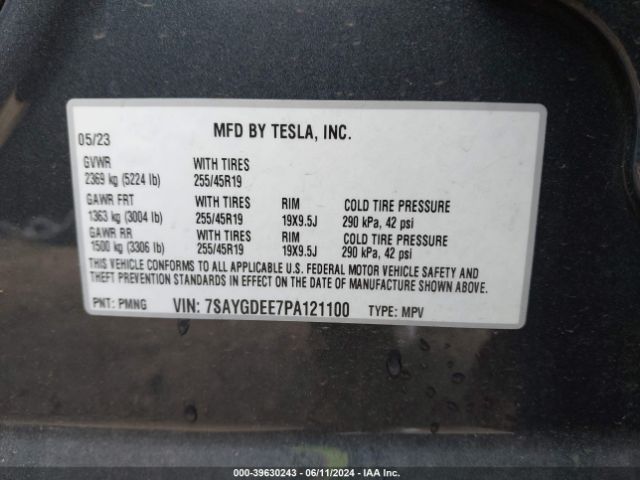 05/23 MFD BY TESLA, INC.
GVWR WITH TIRES
2369 kg (5224 lb) 255/45R19
GAWR FRT WITH TIRES RIM COLD TIRE PRESSURE
1363 kg (3004 lb) 255/45R19 19X9.5J 290 kPa, 42 psi
GAWR RR WITH TIRES RIM COLD TIRE PRESSURE
1500 kg (3306 lb) 255/45R19 19X9.5J 290 kPa, 42 psi
THIS VEHICLE CONFORMS TO ALL APPLICABLE U.S. FEDERAL MOTOR VEHICLE SAFETY AND
THEFT PREVENTION STANDARDS IN EFFECT ON THE DATE OF MANUFACTURE SHOWN ABOVE.
PNT: PMNG VIN: 7SAYGDEE7PA121100 TYPE: MPV
000-39630243 - 06/11/2024 - IAA Inc.